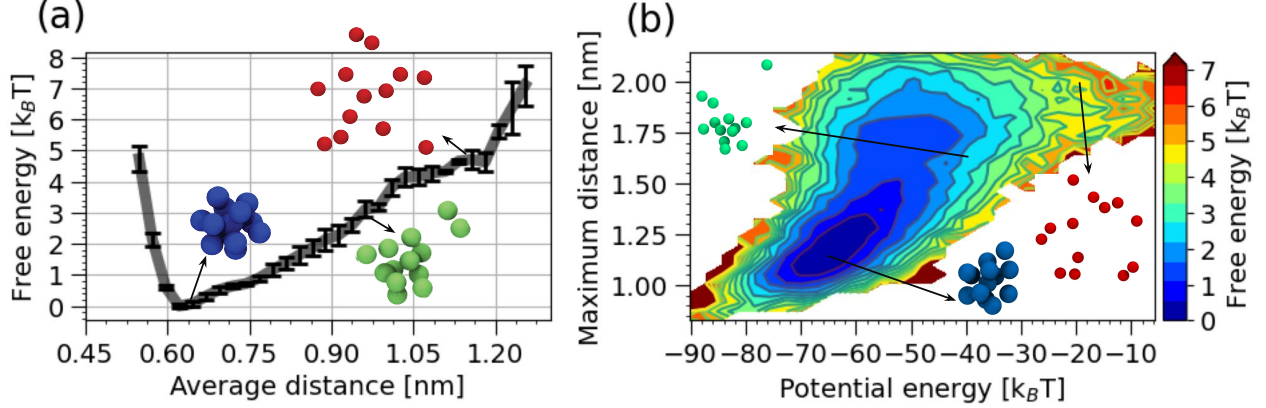 (a)
Free energy [k_BT]
8
7
6
5
4
3
2
1
0
0.45 0.60 0.75 0.90 1.05 1.20
Average distance [nm]
(b)
Maximum distance [nm]
2.00
1.75
1.50
1.25
1.00
−90 −80 −70 −60 −50 −40 −30 −20 −10
Potential energy [k_BT]
7
6
5
4
3
2
1
0
Free energy [k_BT]